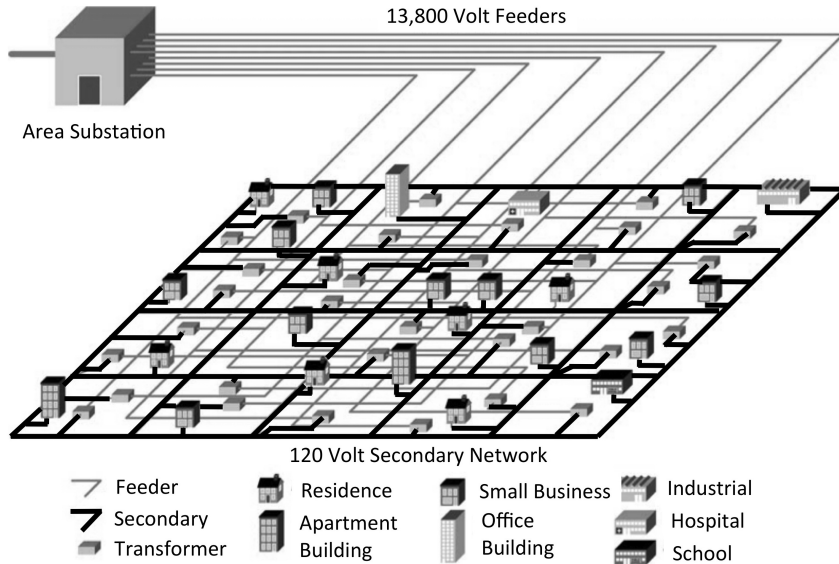 13,800 Volt Feeders
Area Substation
120 Volt Secondary Network
Feeder
Residence
Small Business
Industrial
Secondary
Apartment
Building
Office
Building
Hospital
Transformer
School